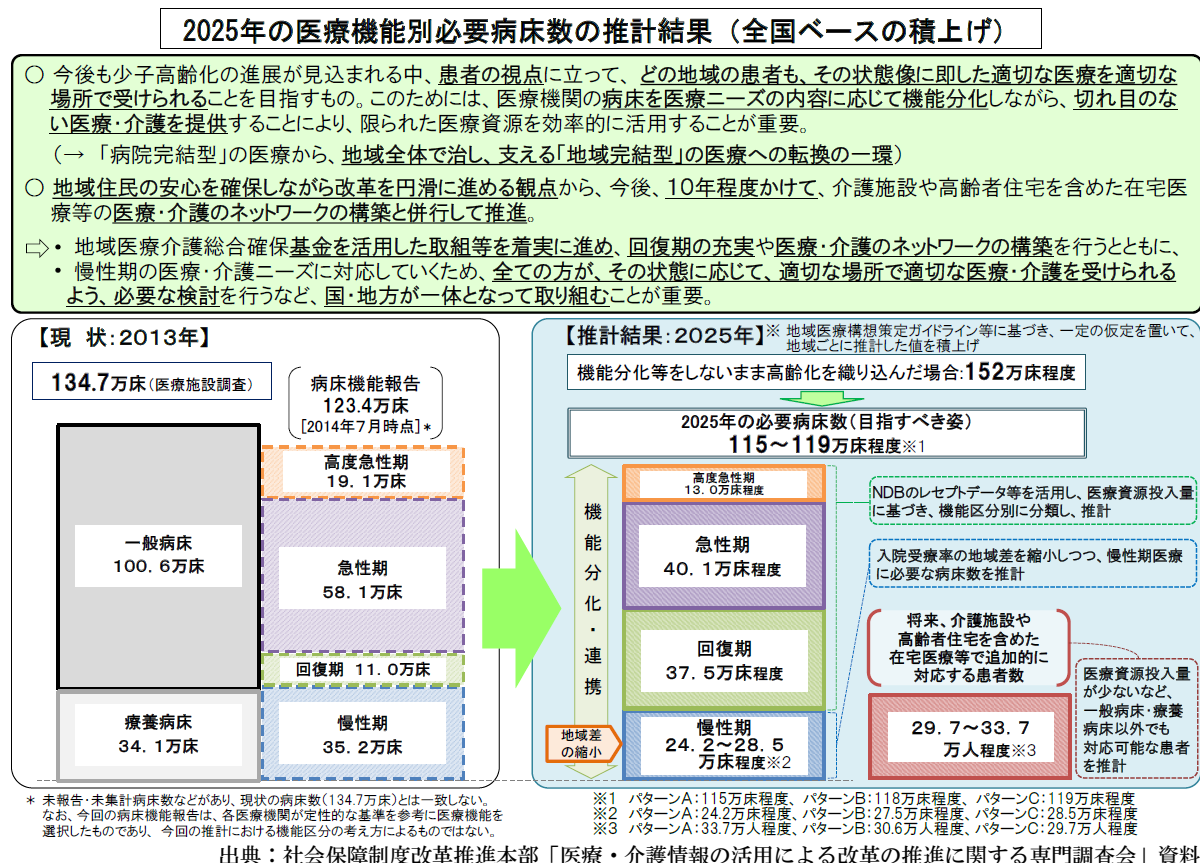 2025年の医療機能別必要病床数の推計結果（全国ベースの積上げ）
○ 今後も少子高齢化の進展が見込まれる中、患者の視点に立って、どの地域の患者も、その状態像に即した適切な医療を適切な
場所で受けられることを目指すもの。このためには、医療機関の病床を医療ニーズの内容に応じて機能分化しながら、切れ目のな
い医療・介護を提供することにより、限られた医療資源を効率的に活用することが重要。
（→ 「病院完結型」の医療から、地域全体で治し、支える「地域完結型」の医療への転換の一環）
○ 地域住民の安心を確保しながら改革を円滑に進める観点から、今後、10年程度かけて、介護施設や高齢者住宅を含めた在宅医
療等の医療・介護のネットワークの構築と併行して推進。
⇨・ 地域医療介護総合確保基金を活用した取組等を着実に進め、回復期の充実や医療・介護のネットワークの構築を行うとともに、
・ 慢性期の医療・介護ニーズに対応していくため、全ての方が、その状態に応じて、適切な場所で適切な医療・介護を受けられる
よう、必要な検討を行うなど、国・地方が一体となって取り組むことが重要。
【現 状：2013年】
134.7万床（医療施設調査）
病床機能報告
123.4万床
[2014年7月時点]＊
一般病床
100．6万床
療養病床
34．1万床
高度急性期
19．1万床
急性期
58．1万床
回復期 11．0万床
慢性期
35．2万床
＊ 未報告・未集計病床数などがあり、現状の病床数（134.7万床）とは一致しない。
なお、今回の病床機能報告は、各医療機関が定性的な基準を参考に医療機能を
選択したものであり、今回の推計における機能区分の考え方によるものではない。
【推計結果：2025年】※ 地域医療構想策定ガイドライン等に基づき、一定の仮定を置いて、
地域ごとに推計した値を積上げ
機能分化等をしないまま高齢化を織り込んだ場合：152万床程度
2025年の必要病床数（目指すべき姿）
115～119万床程度※1
機能分化・連携
地域差
の縮小
高度急性期
13．0万床程度
急性期
40．1万床程度
回復期
37．5万床程度
慢性期
24．2～28．5
万床程度※2
NDBのレセプトデータ等を活用し、医療資源投入量
に基づき、機能区分別に分類し、推計
入院受療率の地域差を縮小しつつ、慢性期医療
に必要な病床数を推計
将来、介護施設や
高齢者住宅を含めた
在宅医療等で追加的に
対応する患者数
29．7～33．7
万人程度※3
医療資源投入量
が少ないなど、
一般病床・療養
病床以外でも
対応可能な患者
を推計
※1 パターンA：115万床程度、パターンB：118万床程度、パターンC：119万床程度
※2 パターンA：24.2万床程度、パターンB：27.5万床程度、パターンC：28.5万床程度
※3 パターンA：33.7万人程度、パターンB：30.6万人程度、パターンC：29.7万人程度
出典：社会保障制度改革推進本部「医療・介護情報の活用による改革の推進に関する専門調査会」資料